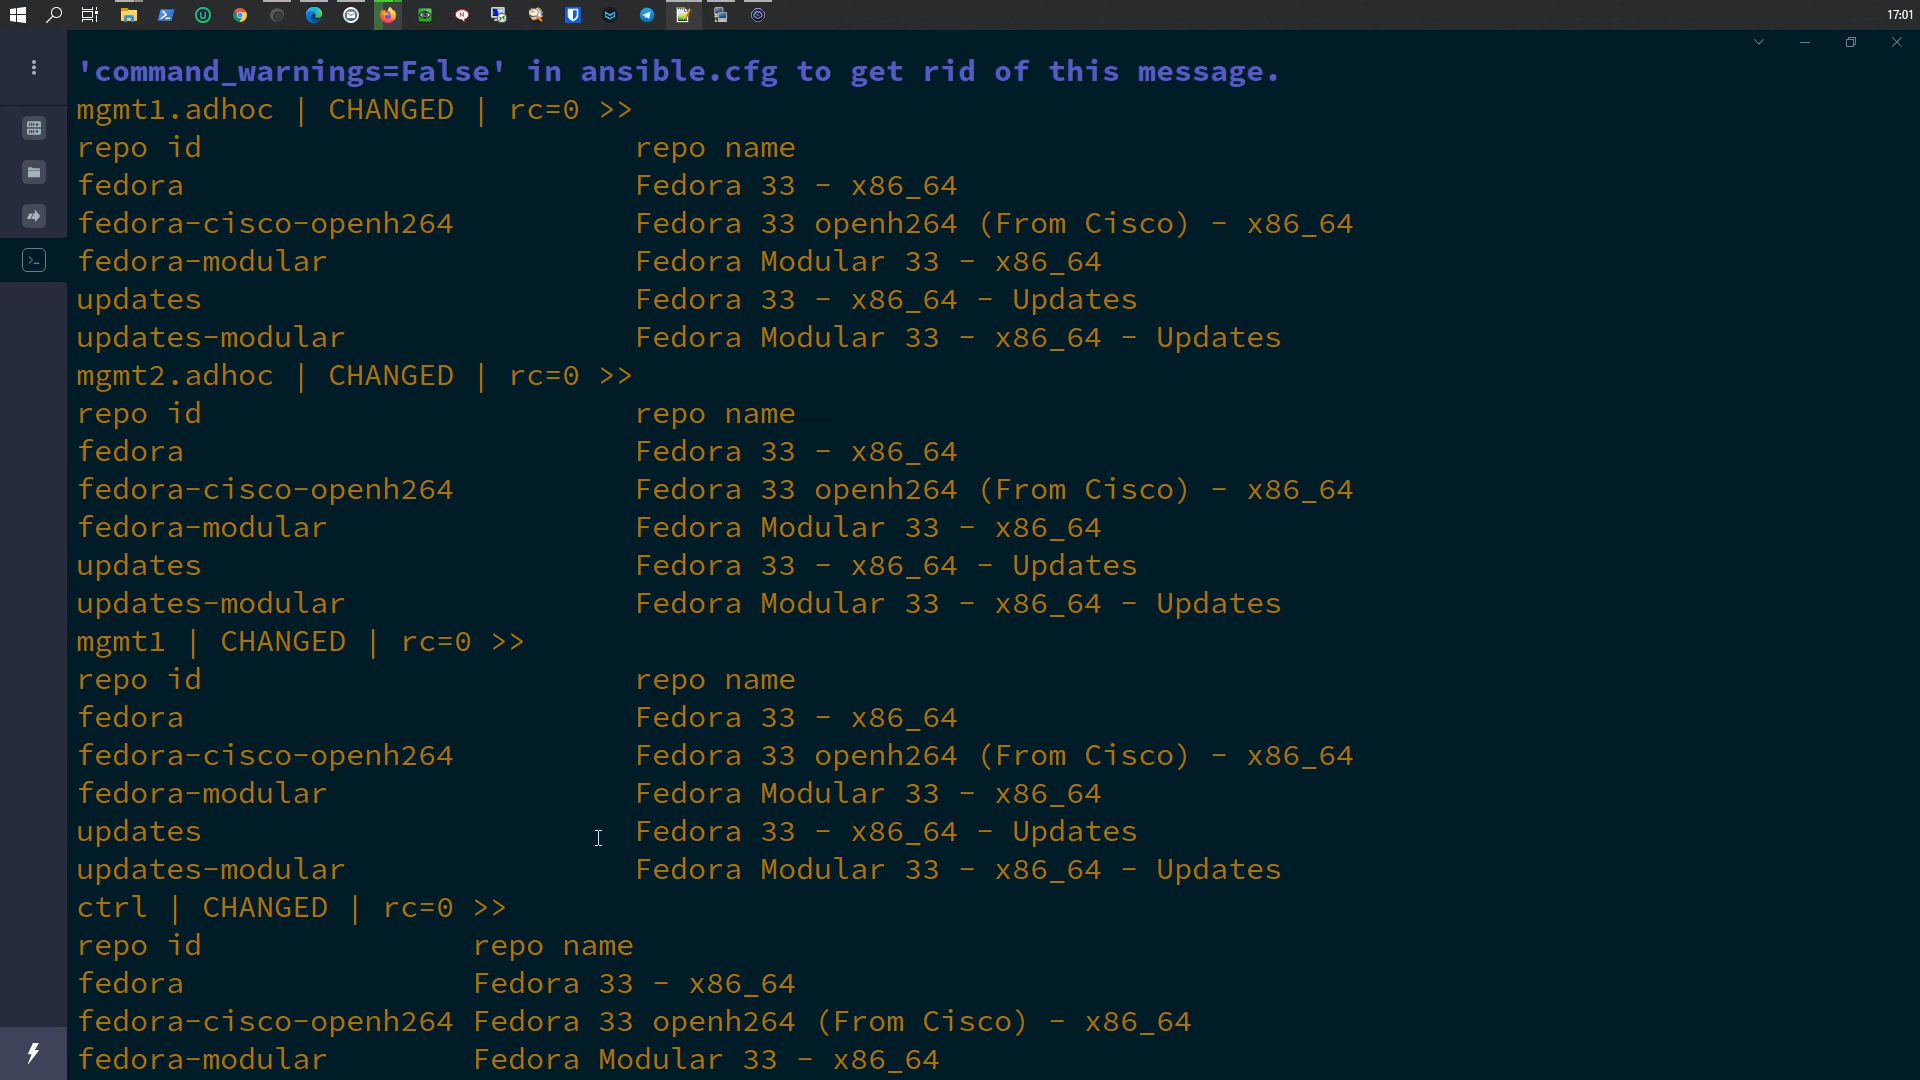 17:01
'command_warnings=False' in ansible.cfg to get rid of this message.
mgmt1.adhoc | CHANGED | rc=0 >>
repo id                               repo name
fedora                                Fedora 33 - x86_64
fedora-cisco-openh264                 Fedora 33 openh264 (From Cisco) - x86_64
fedora-modular                        Fedora Modular 33 - x86_64
updates                               Fedora 33 - x86_64 - Updates
updates-modular                       Fedora Modular 33 - x86_64 - Updates
mgmt2.adhoc | CHANGED | rc=0 >>
repo id                               repo name
fedora                                Fedora 33 - x86_64
fedora-cisco-openh264                 Fedora 33 openh264 (From Cisco) - x86_64
fedora-modular                        Fedora Modular 33 - x86_64
updates                               Fedora 33 - x86_64 - Updates
updates-modular                       Fedora Modular 33 - x86_64 - Updates
mgmt1 | CHANGED | rc=0 >>
repo id                               repo name
fedora                                Fedora 33 - x86_64
fedora-cisco-openh264                 Fedora 33 openh264 (From Cisco) - x86_64
fedora-modular                        Fedora Modular 33 - x86_64
updates                               Fedora 33 - x86_64 - Updates
updates-modular                       Fedora Modular 33 - x86_64 - Updates
ctrl | CHANGED | rc=0 >>
repo id               repo name
fedora                Fedora 33 - x86_64
fedora-cisco-openh264 Fedora 33 openh264 (From Cisco) - x86_64
fedora-modular        Fedora Modular 33 - x86_64